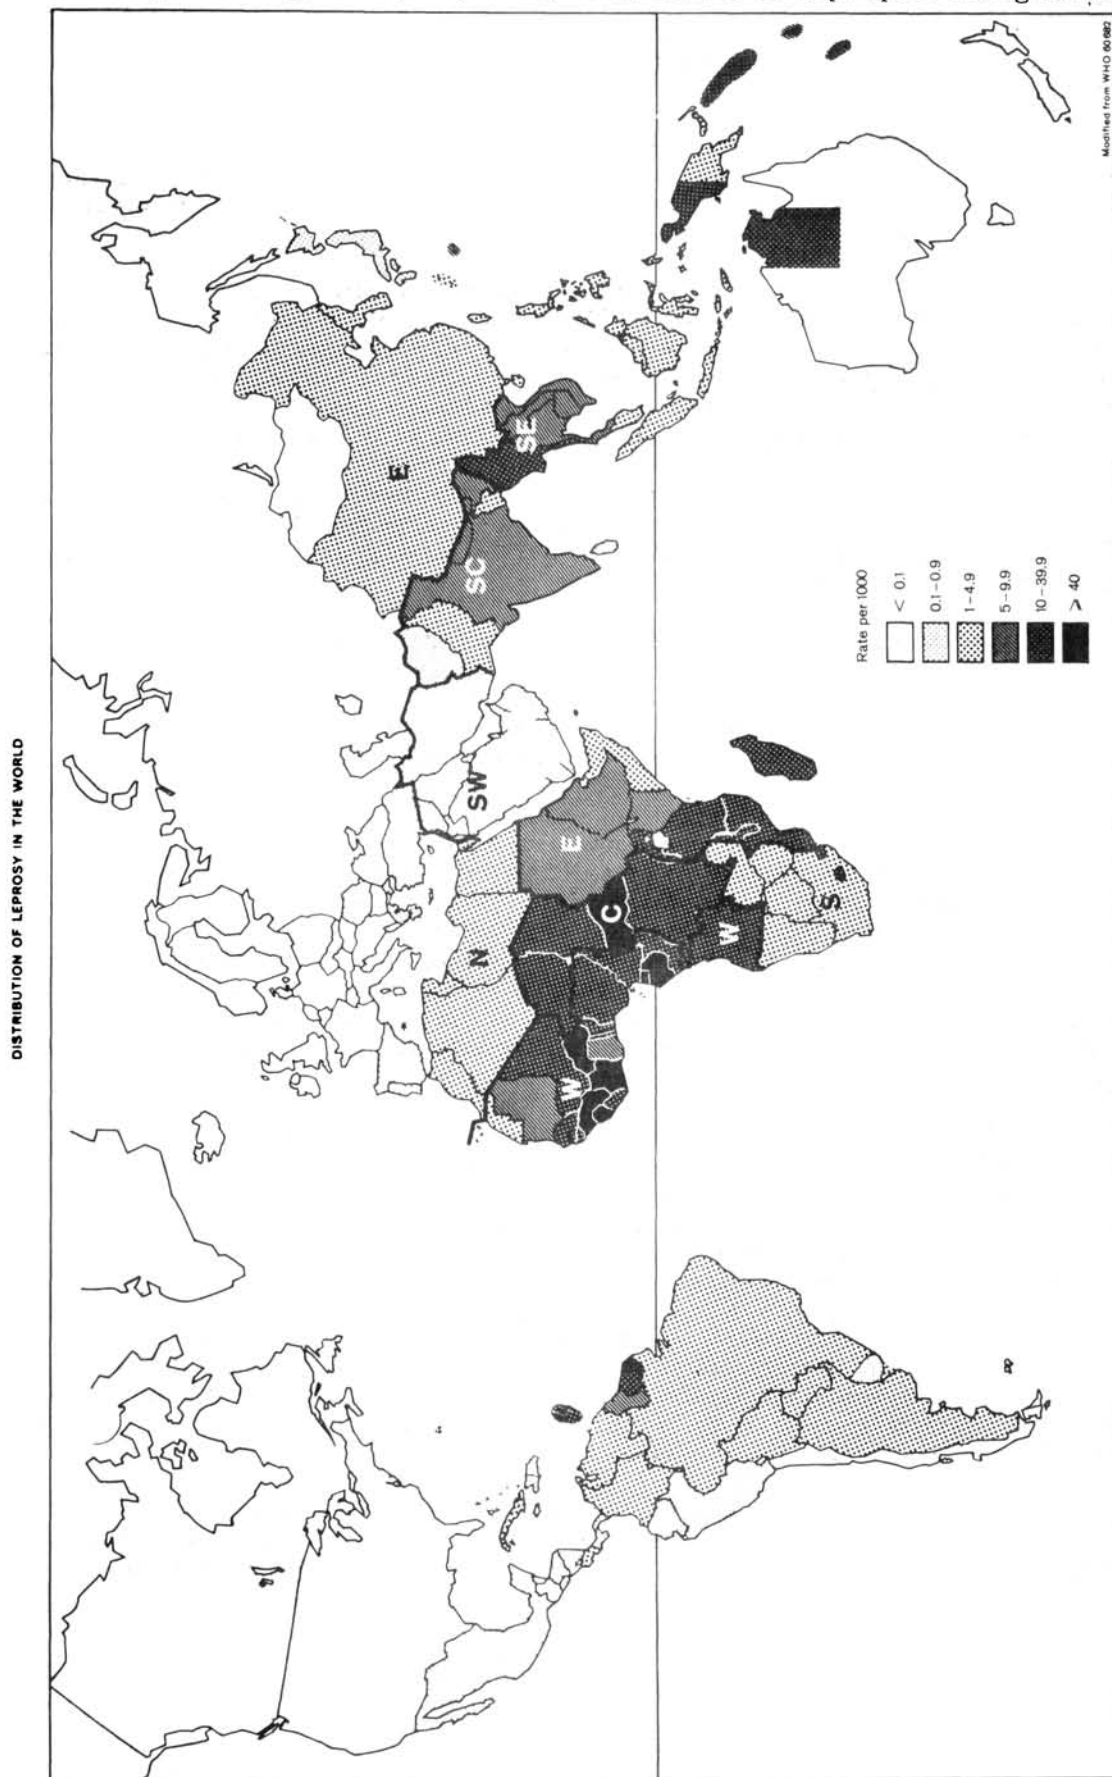 DISTRIBUTION OF LEPROSY IN THE WORLD
E
SC
SE
SW
N
E
C
W
W
S
Rate per 1000
< 0.1
0.1–0.9
1–4.9
5–9.9
10–39.9
> 40
Modified from WHO 60682